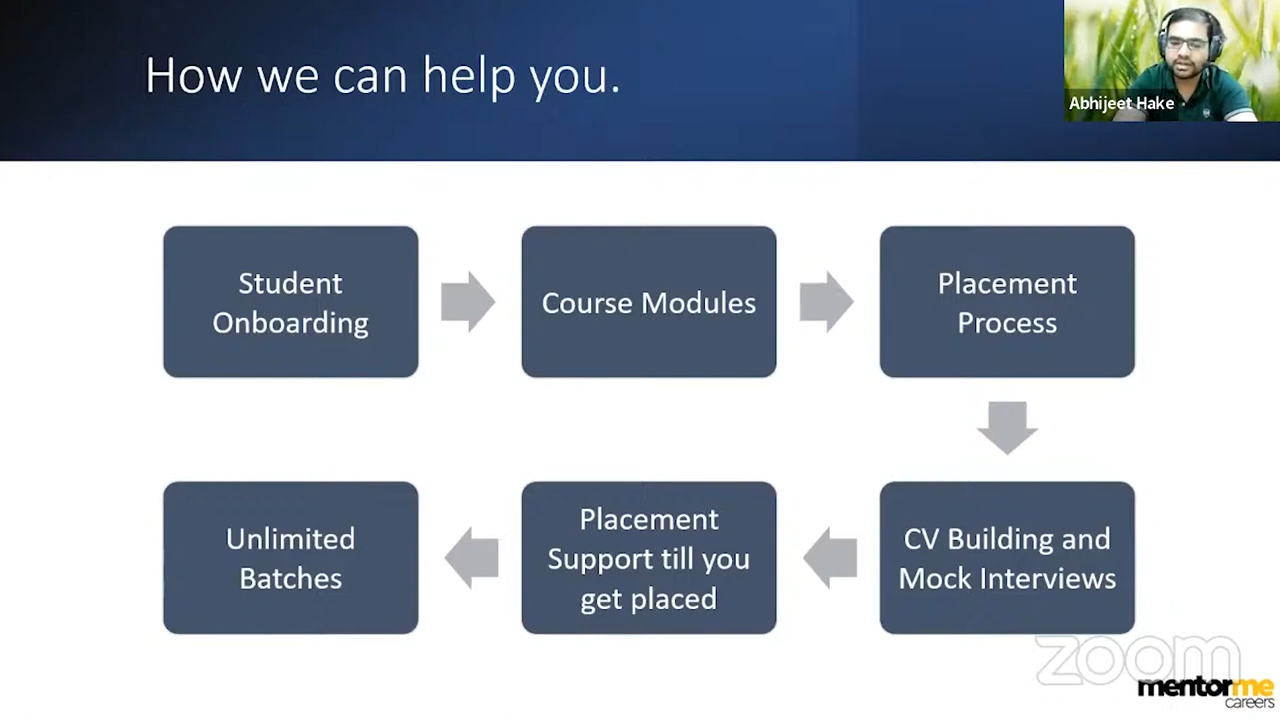 How we can help you.
Abhijeet Hake
Student
Onboarding
Course Modules
Placement
Process
CV Building and
Mock Interviews
Placement
Support till you
get placed
Unlimited
Batches
zoom
mentorme
careers